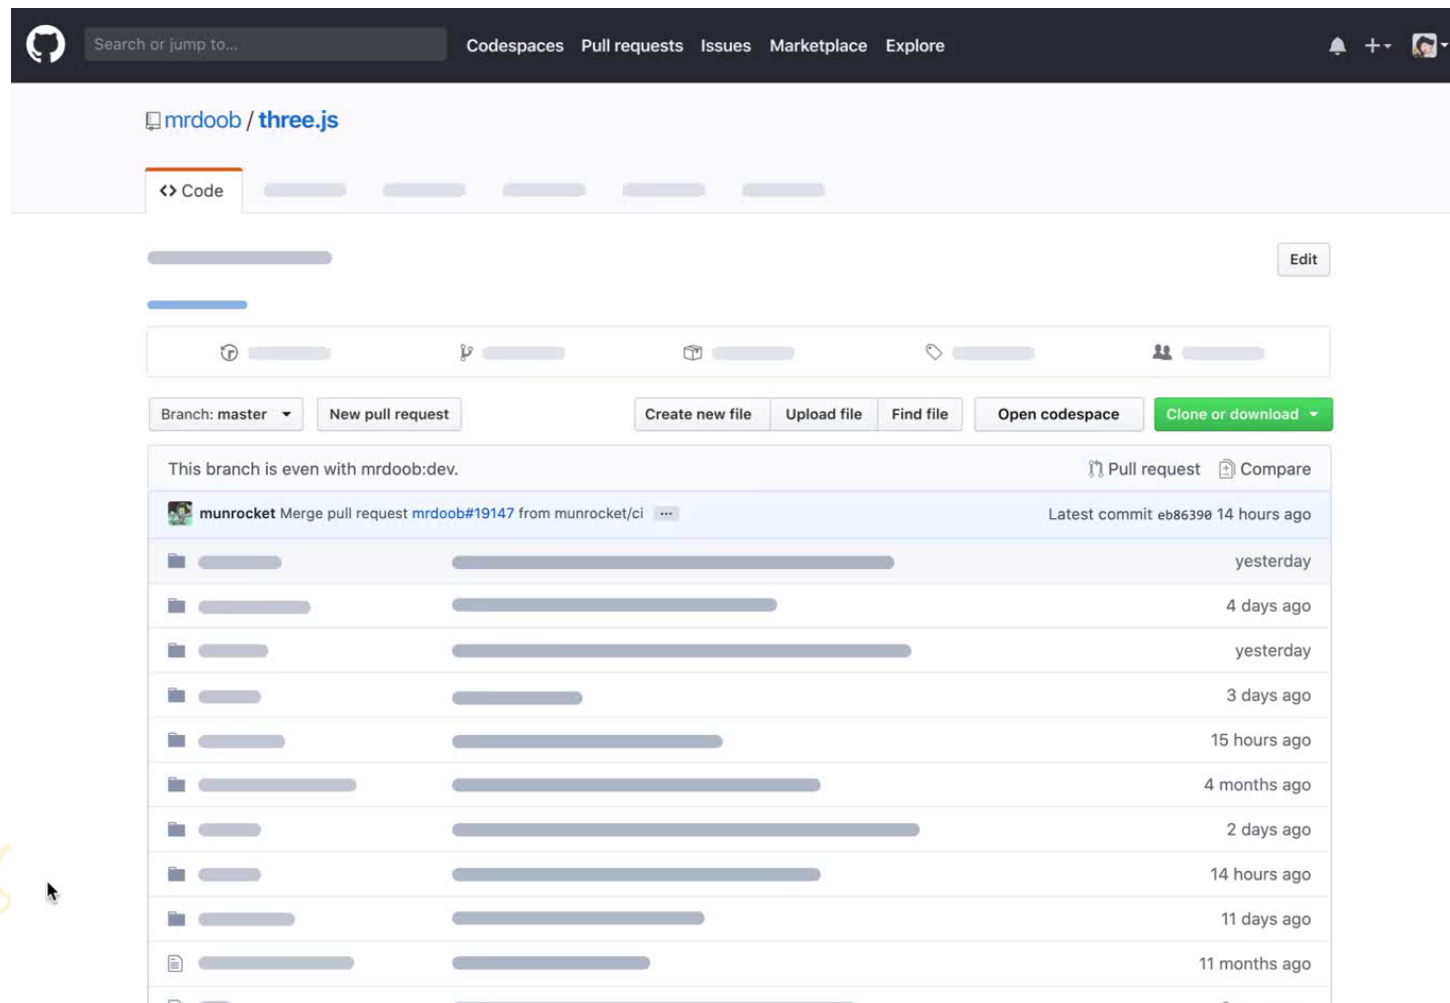 Search or jump to... Codespaces Pull requests Issues Marketplace Explore
mrdoob / three.js
Code
Edit
Branch: master New pull request Create new file Upload file Find file Open codespace Clone or download
This branch is even with mrdoob:dev. Pull request Compare
munrocket Merge pull request mrdoob#19147 from munrocket/ci ... Latest commit eb86390 14 hours ago
yesterday
4 days ago
yesterday
3 days ago
15 hours ago
4 months ago
2 days ago
14 hours ago
11 days ago
11 months ago